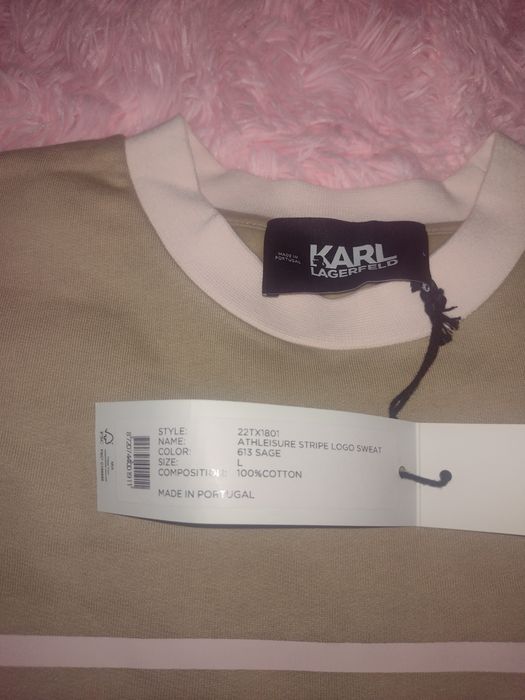 MADE IN
PORTUGAL
KARL
LAGERFELD
L
STYLE: 22TX1801
NAME: ATHLEISURE STRIPE LOGO SWEAT
COLOR: 613 SAGE
SIZE: L
COMPOSITION: 100%COTTON
MADE IN PORTUGAL
FSC